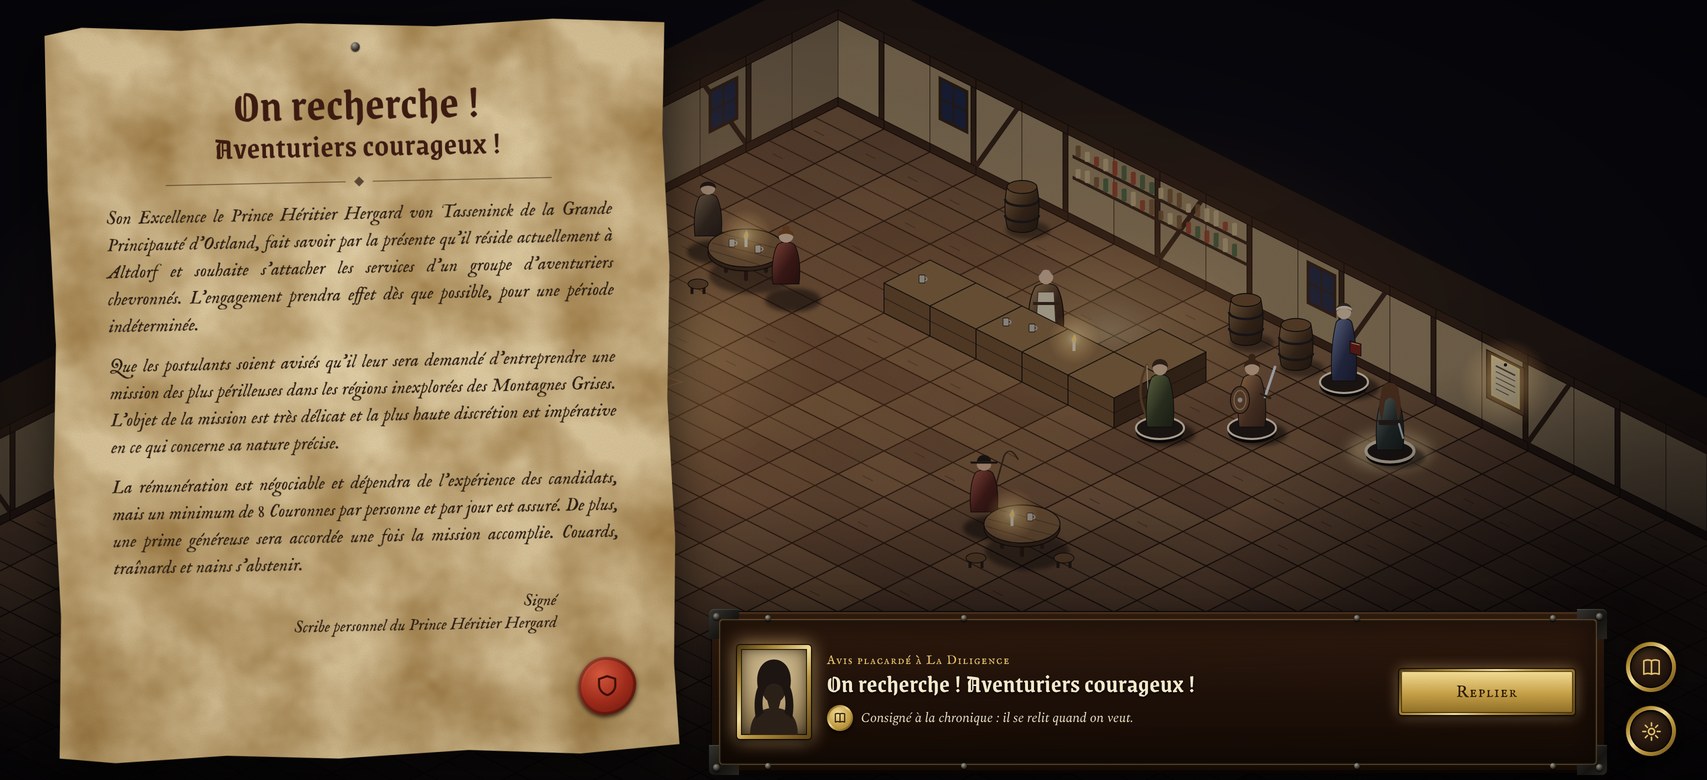 On recherche !
Aventuriers courageux !
Son Excellence le Prince Héritier Hergard von Tasseninck de la Grande
Principauté d'Ostland, fait savoir par la présente qu'il réside actuellement à
Altdorf et souhaite s'attacher les services d'un groupe d'aventuriers
chevronnés. L'engagement prendra effet dès que possible, pour une période
indéterminée.
Que les postulants soient avisés qu'il leur sera demandé d'entreprendre une
mission des plus périlleuses dans les régions inexplorées des Montagnes Grises.
L'objet de la mission est très délicat et la plus haute discrétion est impérative
en ce qui concerne sa nature précise.
La rémunération est négociable et dépendra de l'expérience des candidats,
mais un minimum de 8 Couronnes par personne et par jour est assuré. De plus,
une prime généreuse sera accordée une fois la mission accomplie. Couards,
traînards et nains s'abstenir.
Signé
Scribe personnel du Prince Héritier Hergard
Avis placardé à La Diligence
On recherche ! Aventuriers courageux !
Consigné à la chronique : il se relit quand on veut.
Replier